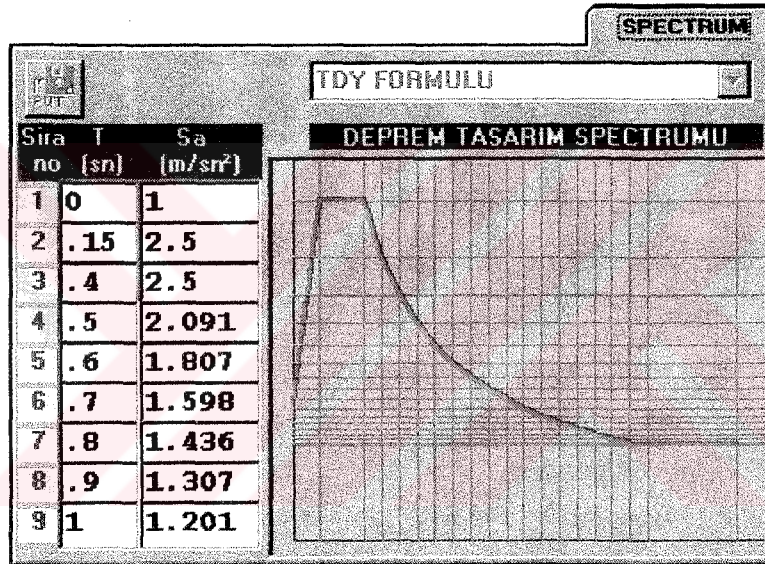 SPECTRUM
TDY FORMULU
PUT
Sira T Sa
no (sn) (m/sn²)
DEPREM TASARIM SPECTRUMU
1 0 1
2 .15 2.5
3 .4 2.5
4 .5 2.091
5 .6 1.807
6 .7 1.598
7 .8 1.436
8 .9 1.307
9 1 1.201